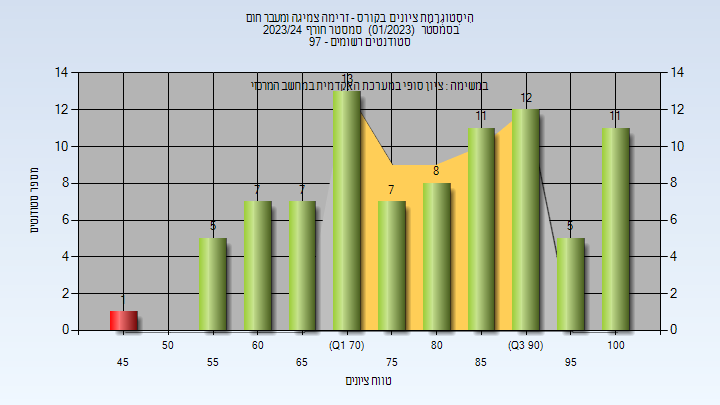 היסטוגרמת ציונים בקורס - זרימה צמיגה ומעבר חום
בסמסטר (01/2023) סמסטר חורף 2023/24
סטודנטים רשומים - 97
במשימה : ציון סופי במערכת האקדמית במחשב המרכזי
14 14
12 12
10 10
8 8
6 6
4 4
2 2
0 0
מספר סטודנטים
1 5 7 7 13 7 8 11 12 5 11
50 60 (Q1 70) 80 (Q3 90) 100
45 55 65 75 85 95
טווח ציונים